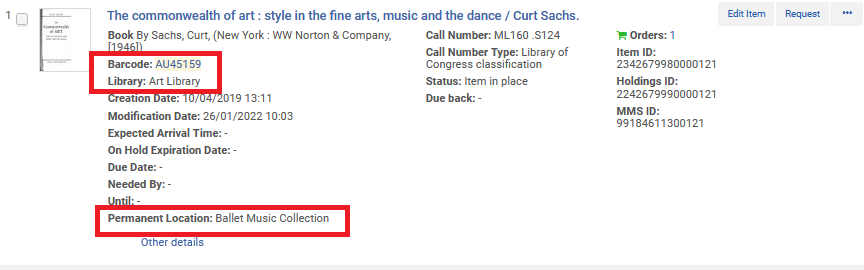 1
The commonwealth of art : style in the fine arts, music and the dance / Curt Sachs.
Edit Item
Request
•••
Book By Sachs, Curt, (New York : WW Norton & Company,
[1946])
Barcode: AU45159
Library: Art Library
Creation Date: 10/04/2019 13:11
Modification Date: 26/01/2022 10:03
Expected Arrival Time: -
On Hold Expiration Date: -
Due Date: -
Needed By: -
Until: -
Permanent Location: Ballet Music Collection
Other details
Call Number: ML160 .S124
Call Number Type: Library of
Congress classification
Status: Item in place
Due back: -
Orders: 1
Item ID:
2342679980000121
Holdings ID:
2242679990000121
MMS ID:
99184611300121